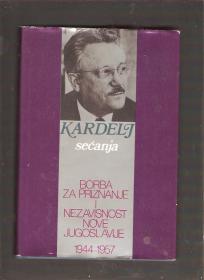 KARDELJ
sećanja
BORBA
ZA PRIZNANJE
I
NEZAVISNOST
NOVE
JUGOSLAVIJE
1944-1957